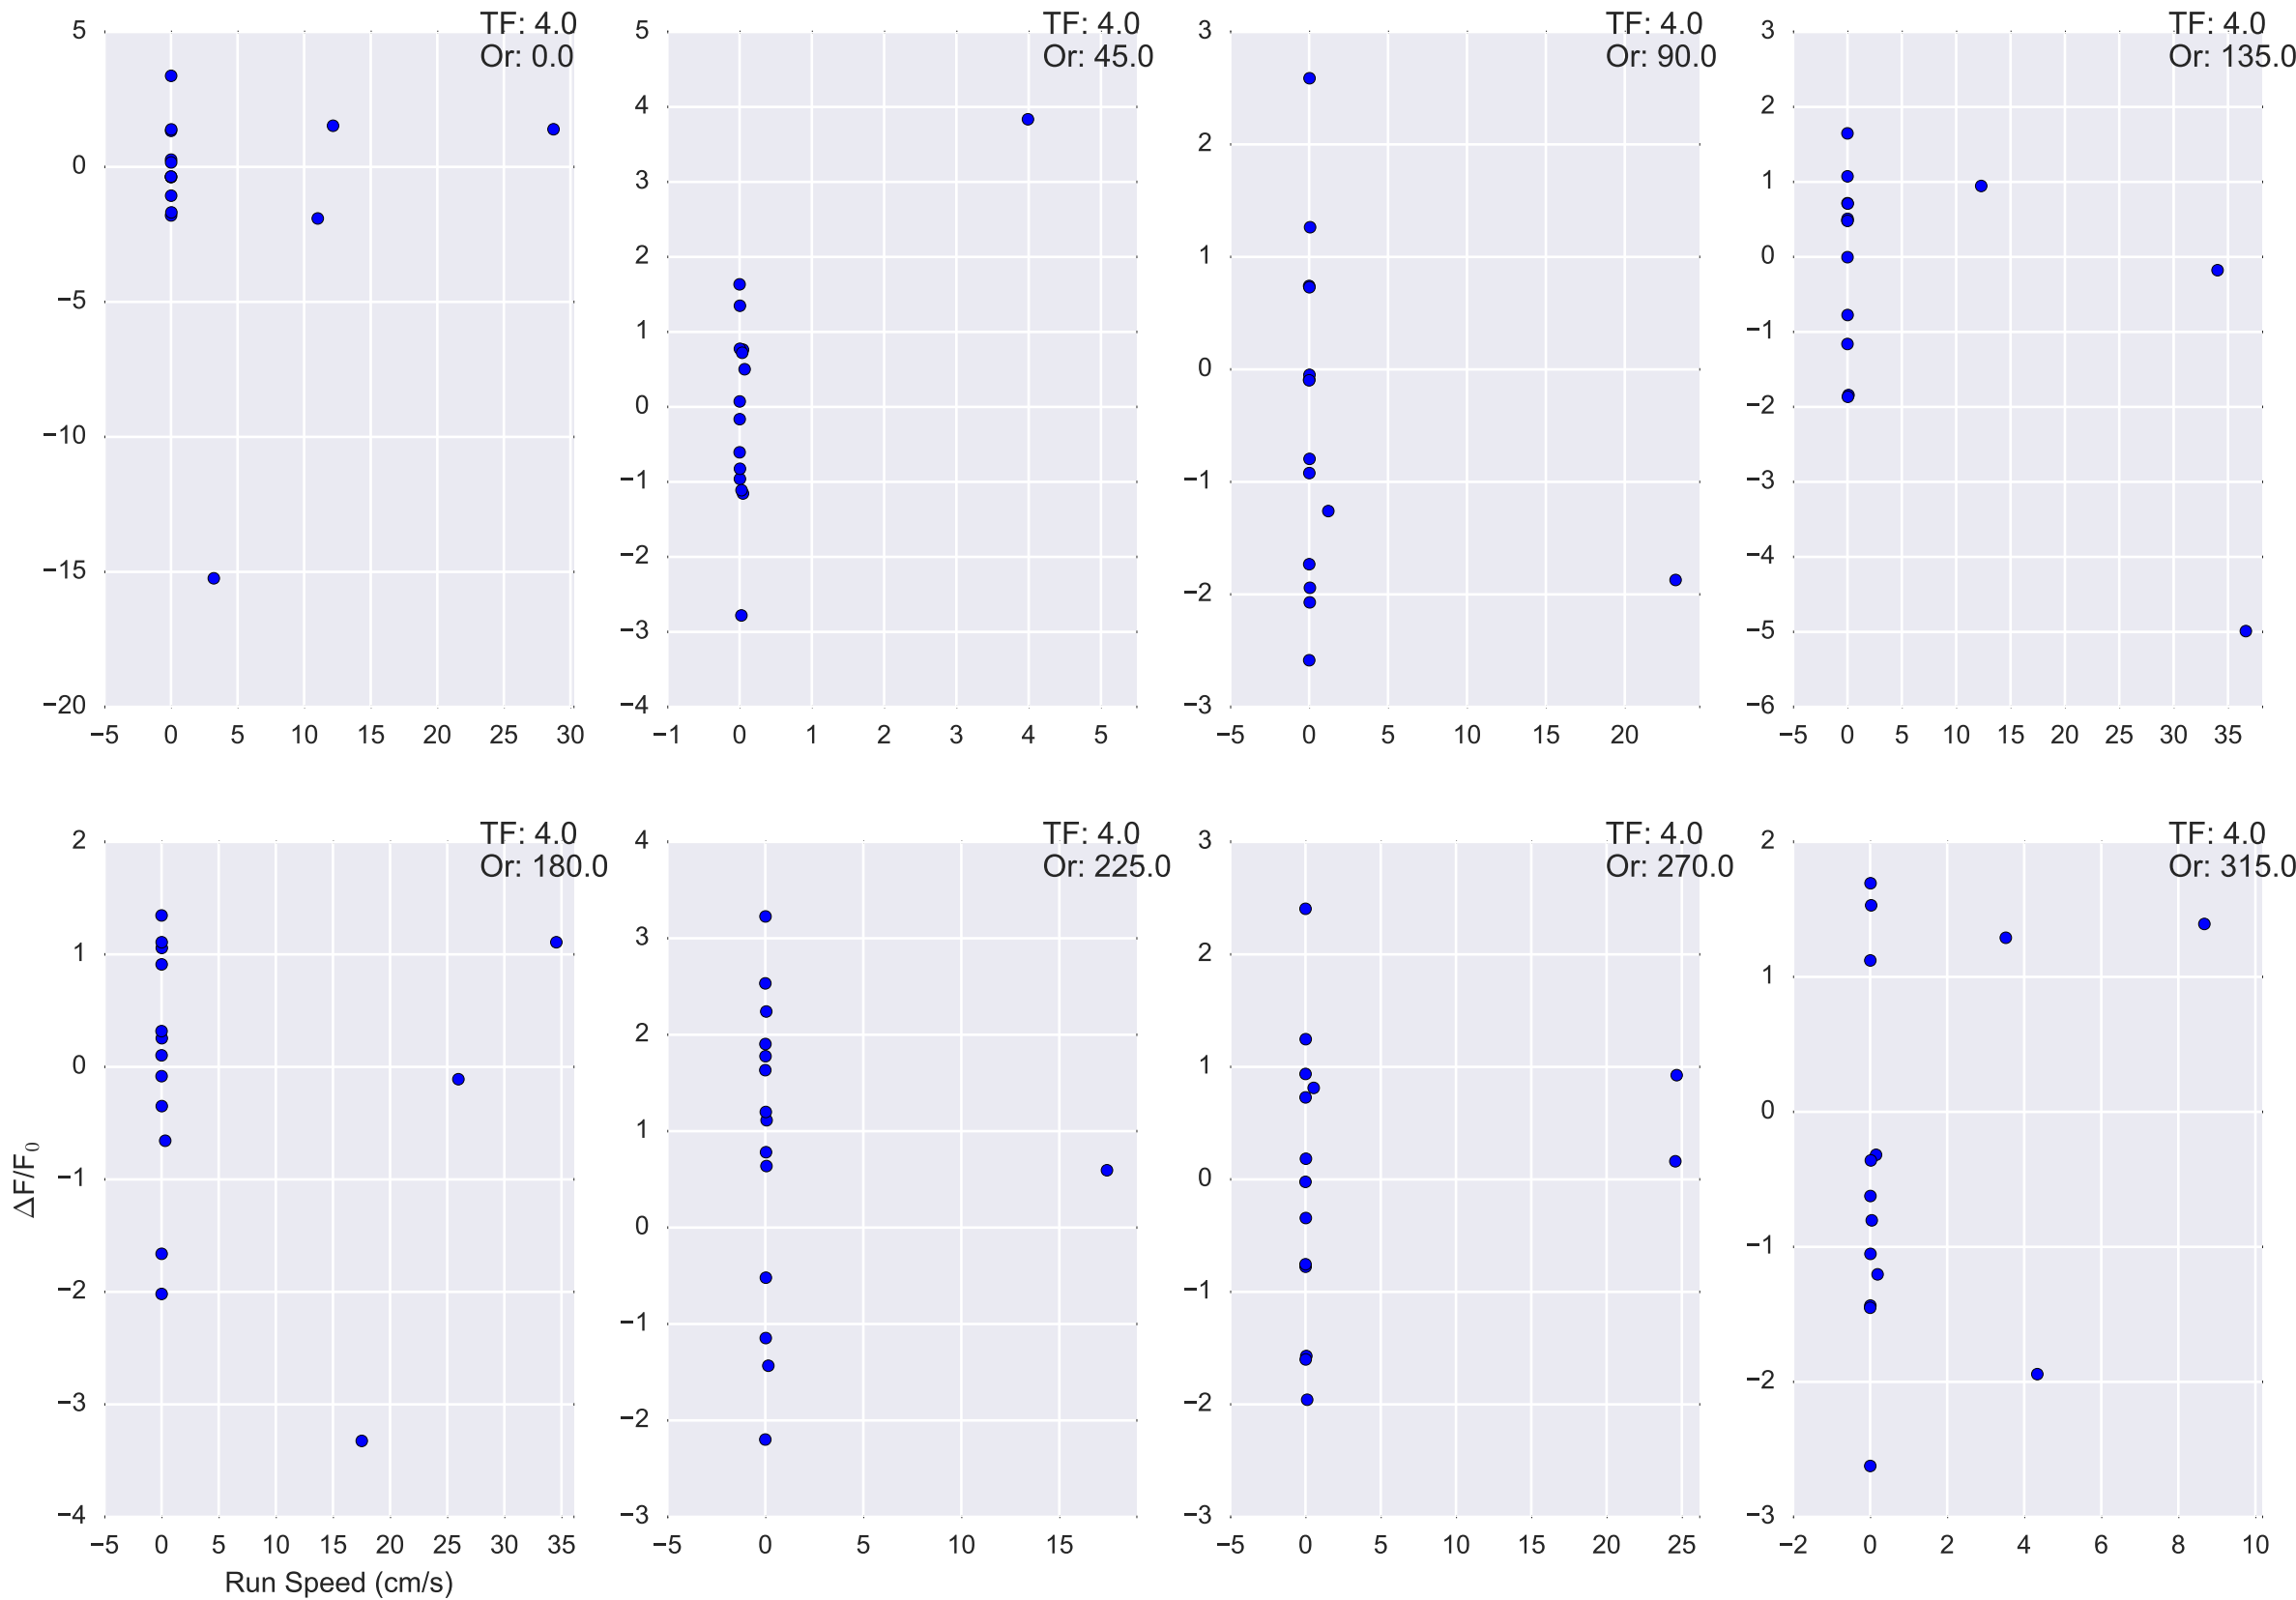 TF: 4.0
Or: 0.0
5
0
−5
−10
−15
−20
−5 0 5 10 15 20 25 30
TF: 4.0
Or: 45.0
5
4
3
2
1
0
−1
−2
−3
−4
−1 0 1 2 3 4 5
TF: 4.0
Or: 90.0
3
2
1
0
−1
−2
−3
−5 0 5 10 15 20
TF: 4.0
Or: 135.0
3
2
1
0
−1
−2
−3
−4
−5
−6
−5 0 5 10 15 20 25 30 35
TF: 4.0
Or: 180.0
2
1
0
−1
−2
−3
−4
ΔF/F₀
−5 0 5 10 15 20 25 30 35
Run Speed (cm/s)
TF: 4.0
Or: 225.0
4
3
2
1
0
−1
−2
−3
−5 0 5 10 15
TF: 4.0
Or: 270.0
3
2
1
0
−1
−2
−3
−5 0 5 10 15 20 25
TF: 4.0
Or: 315.0
2
1
0
−1
−2
−3
−2 0 2 4 6 8 10